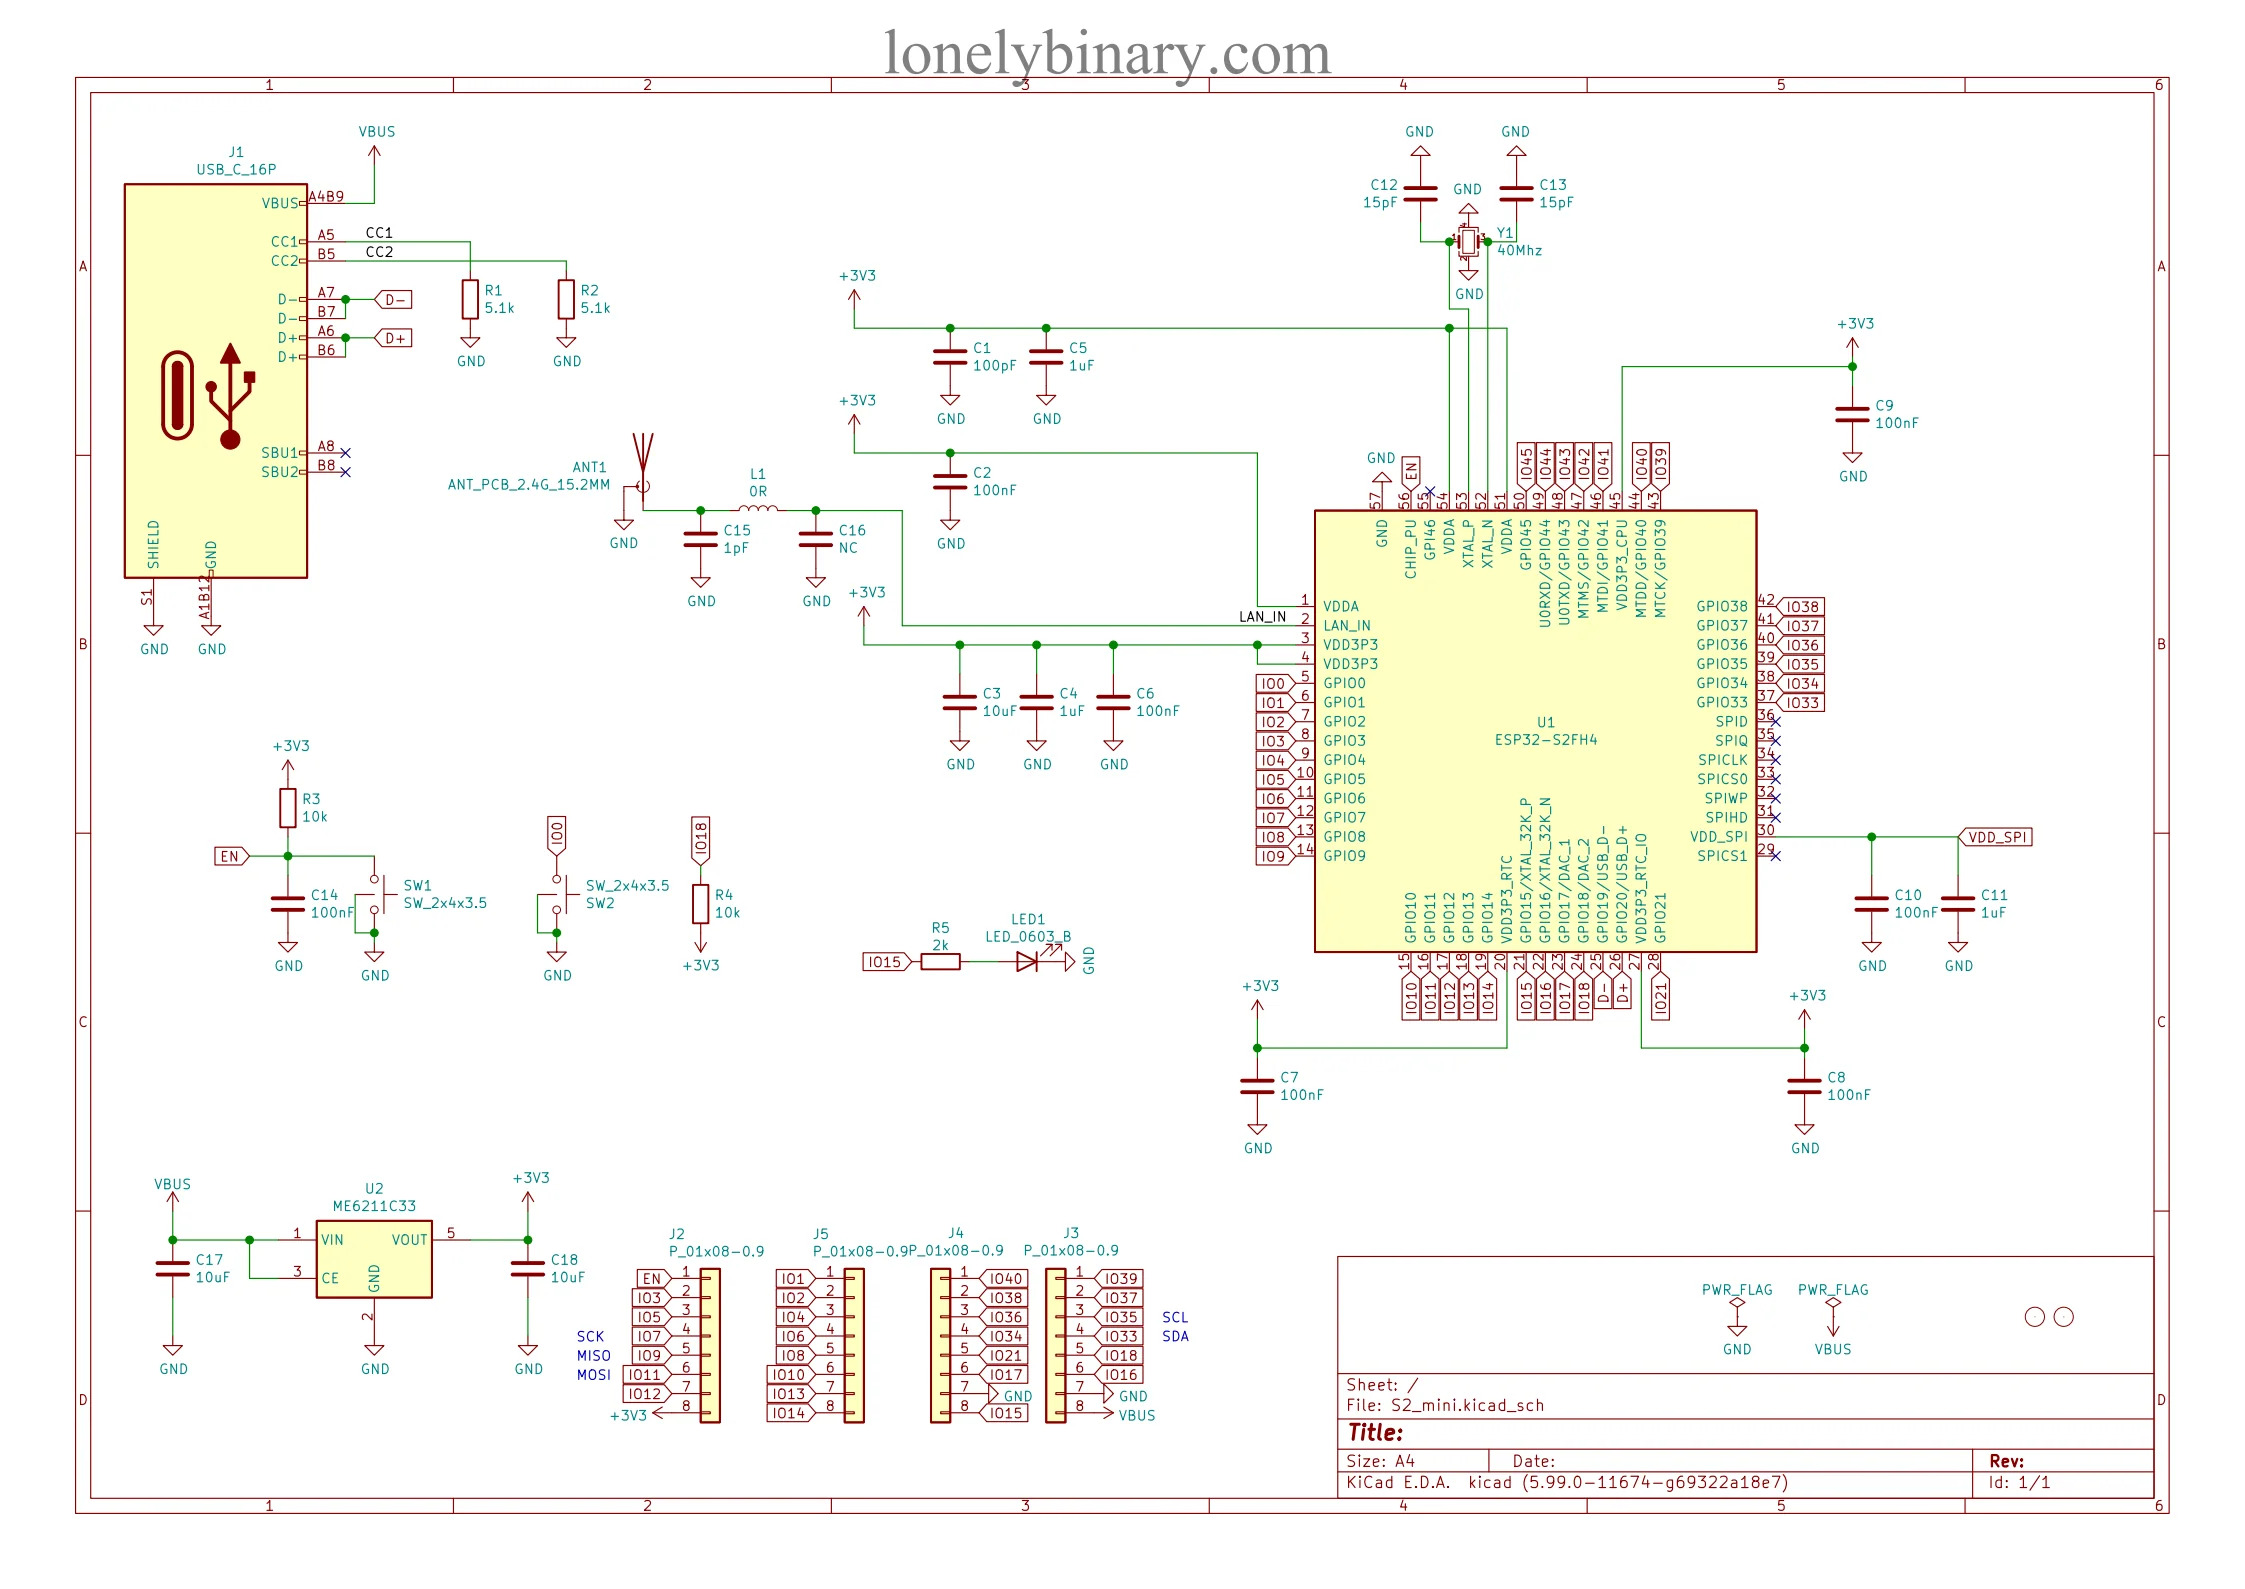 lonelybinary.com
1 2 3 4 5 6
A
B
C
D
J1
USB_C_16P
VBUS
VBUS A4B9
CC1 A5 CC1
CC2 B5 CC2
D- A7 D-
D- B7
D+ A6 D+
D+ B6
SBU1 A8
SBU2 B8
SHIELD GND
S1 A1B12
GND GND
R1
5.1k
GND
R2
5.1k
GND
ANT1
ANT_PCB_2.4G_15.2MM
GND
L1
0R
C15
1pF
GND
C16
NC
GND
+3V3
C1
100pF
GND
C5
1uF
GND
+3V3
C2
100nF
GND
+3V3
C3
10uF
GND
C4
1uF
GND
C6
100nF
GND
GND GND
C12
15pF
GND
C13
15pF
Y1
40Mhz
1 2 3 4
GND
+3V3
C9
100nF
GND
GND
EN IO45 IO44 IO43 IO42 IO41 IO40 IO39
57 56 55 54 53 52 51 50 49 48 47 46 45 44 43
GND
CHIP_PU
GPI46
VDDA
XTAL_P
XTAL_N
VDDA
GPIO45
U0RXD/GPIO44
U0TXD/GPIO43
MTMS/GPIO42
MTDI/GPIO41
VDD3P3_CPU
MTDO/GPIO40
MTCK/GPIO39
1 VDDA
LAN_IN 2 LAN_IN
3 VDD3P3
4 VDD3P3
IO0 5 GPIO0
IO1 6 GPIO1
IO2 7 GPIO2
IO3 8 GPIO3
IO4 9 GPIO4
IO5 10 GPIO5
IO6 11 GPIO6
IO7 12 GPIO7
IO8 13 GPIO8
IO9 14 GPIO9
U1
ESP32-S2FH4
GPIO38 42 IO38
GPIO37 41 IO37
GPIO36 40 IO36
GPIO35 39 IO35
GPIO34 38 IO34
GPIO33 37 IO33
SPID 36
SPIQ 35
SPICLK 34
SPICS0 33
SPIWP 32
SPIHD 31
VDD_SPI 30 VDD_SPI
SPICS1 29
GPIO10
GPIO11
GPIO12
GPIO13
GPIO14
VDD3P3_RTC
GPIO15/XTAL_32K_P
GPIO16/XTAL_32K_N
GPIO17/DAC_1
GPIO18/DAC_2
GPIO19/USB_D-
GPIO20/USB_D+
VDD3P3_RTC_IO
GPIO21
15 16 17 18 19 20 21 22 23 24 25 26 27 28
IO10 IO11 IO12 IO13 IO14 IO15 IO16 IO17 IO18 D- D+ IO21
C10
100nF
GND
C11
1uF
GND
+3V3
C7
100nF
GND
+3V3
C8
100nF
GND
+3V3
R3
10k
EN
C14
100nF
GND
SW1
SW_2x4x3.5
GND
IO0
SW_2x4x3.5
SW2
GND
IO18
R4
10k
+3V3
IO15
R5
2k
LED1
LED_0603_B
GND
VBUS
C17
10uF
GND
U2
ME6211C33
1 VIN VOUT 5
3 CE
GND
2
GND
+3V3
C18
10uF
GND
J2
P_01x08-0.9
EN 1
IO3 2
IO5 3
SCK IO7 4
MISO IO9 5
MOSI IO11 6
IO12 7
+3V3 8
J5
P_01x08-0.9
IO1 1
IO2 2
IO4 3
IO6 4
IO8 5
IO10 6
IO13 7
IO14 8
J4
P_01x08-0.9
1 IO40
2 IO38
3 IO36
4 IO34
5 IO21
6 IO17
7 GND
8 IO15
J3
P_01x08-0.9
1 IO39
2 IO37
3 IO35 SCL
4 IO33 SDA
5 IO18
6 IO16
7 GND
8 VBUS
PWR_FLAG PWR_FLAG
GND VBUS
Sheet: /
File: S2_mini.kicad_sch
Title:
Size: A4 Date: Rev:
KiCad E.D.A. kicad (5.99.0-11674-g69322a18e7) Id: 1/1
A
B
C
D
1 2 3 4 5 6